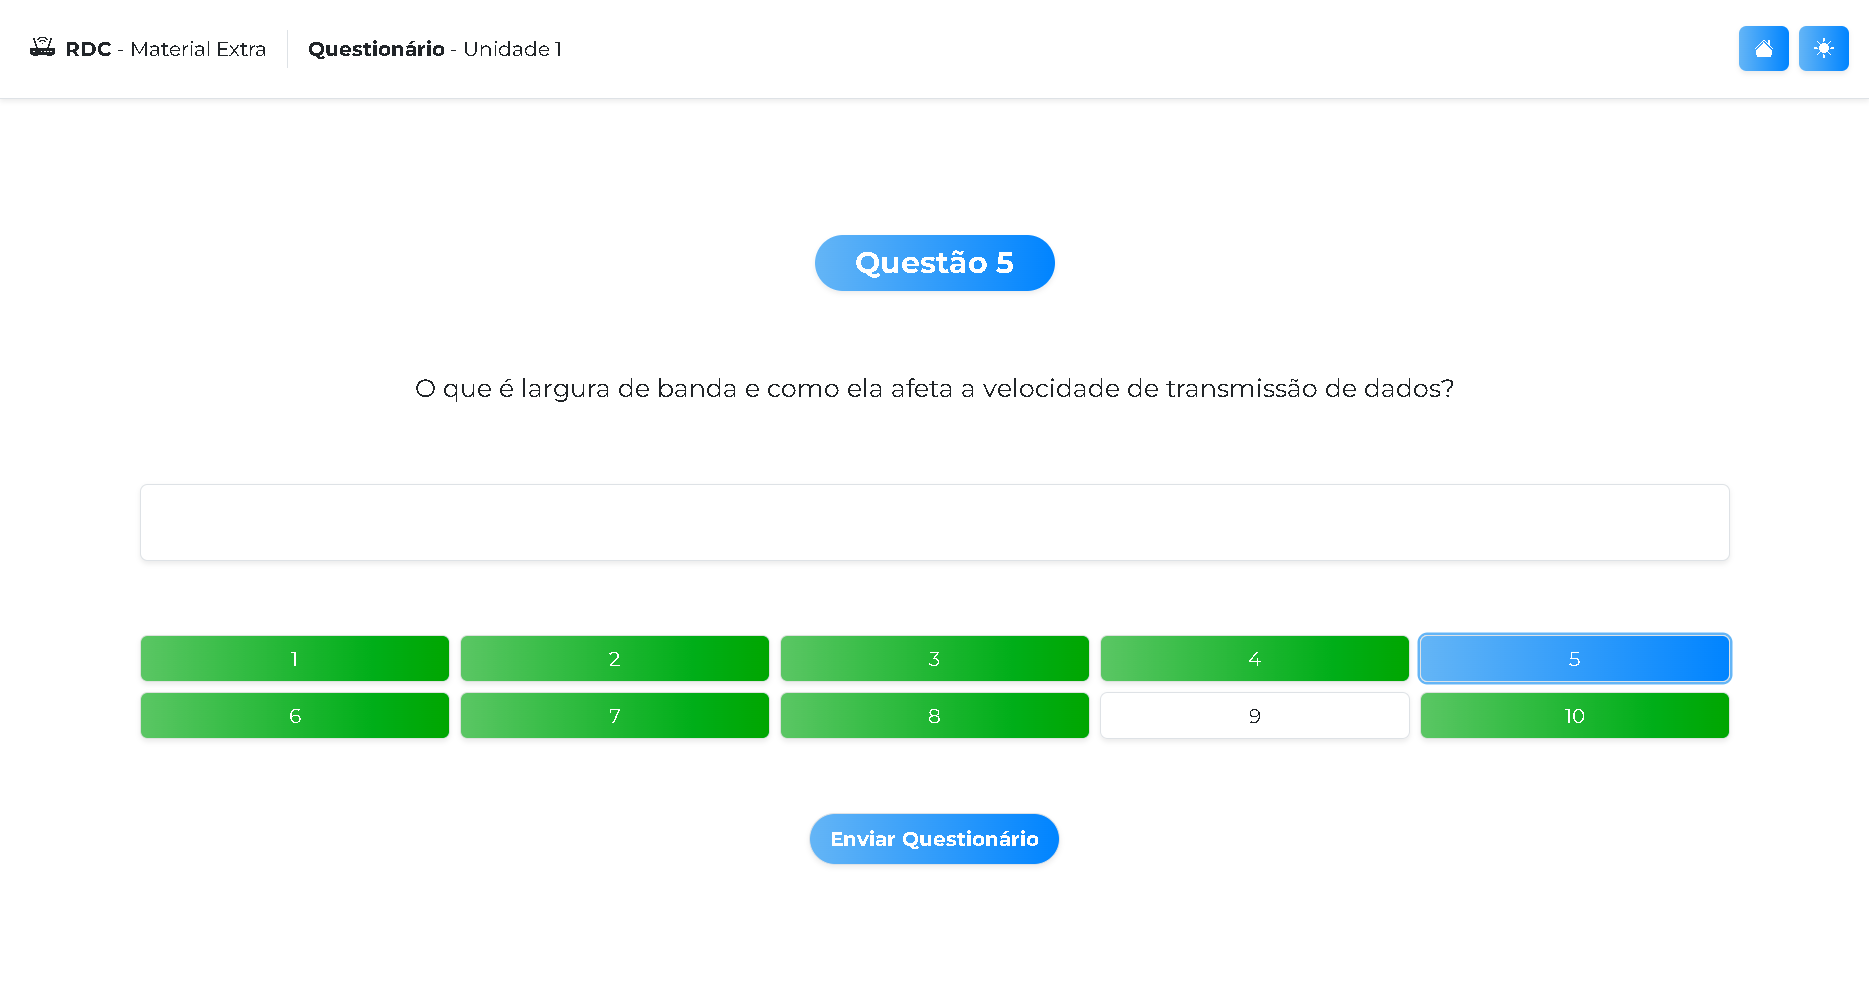 RDC - Material Extra
Questionário - Unidade 1
Questão 5
O que é largura de banda e como ela afeta a velocidade de transmissão de dados?
1
2
3
4
5
6
7
8
9
10
Enviar Questionário